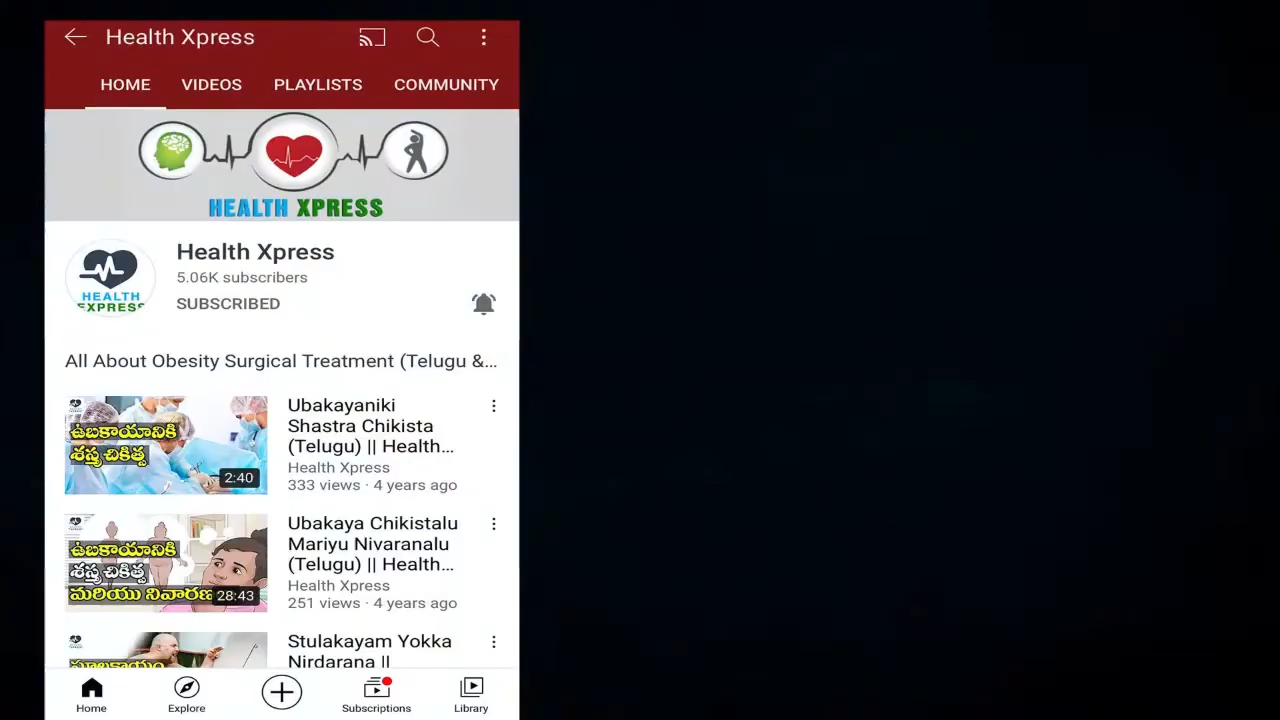 Health Xpress
HOME VIDEOS PLAYLISTS COMMUNITY
HEALTH XPRESS
Health Xpress
5.06K subscribers
SUBSCRIBED
HEALTH
EXPRESS
All About Obesity Surgical Treatment (Telugu &...
ఉబకాయానికి
శస్త్ర చికిత్స
2:40
Ubakayaniki
Shastra Chikista
(Telugu) || Health...
Health Xpress
333 views · 4 years ago
ఉబకాయానికి
శస్త్ర చికిత్స
మరియు నివారణ
28:43
Ubakaya Chikistalu
Mariyu Nivaranalu
(Telugu) || Health...
Health Xpress
251 views · 4 years ago
స్థూలకాయం
Stulakayam Yokka
Nirdarana ||
Home Explore Subscriptions Library